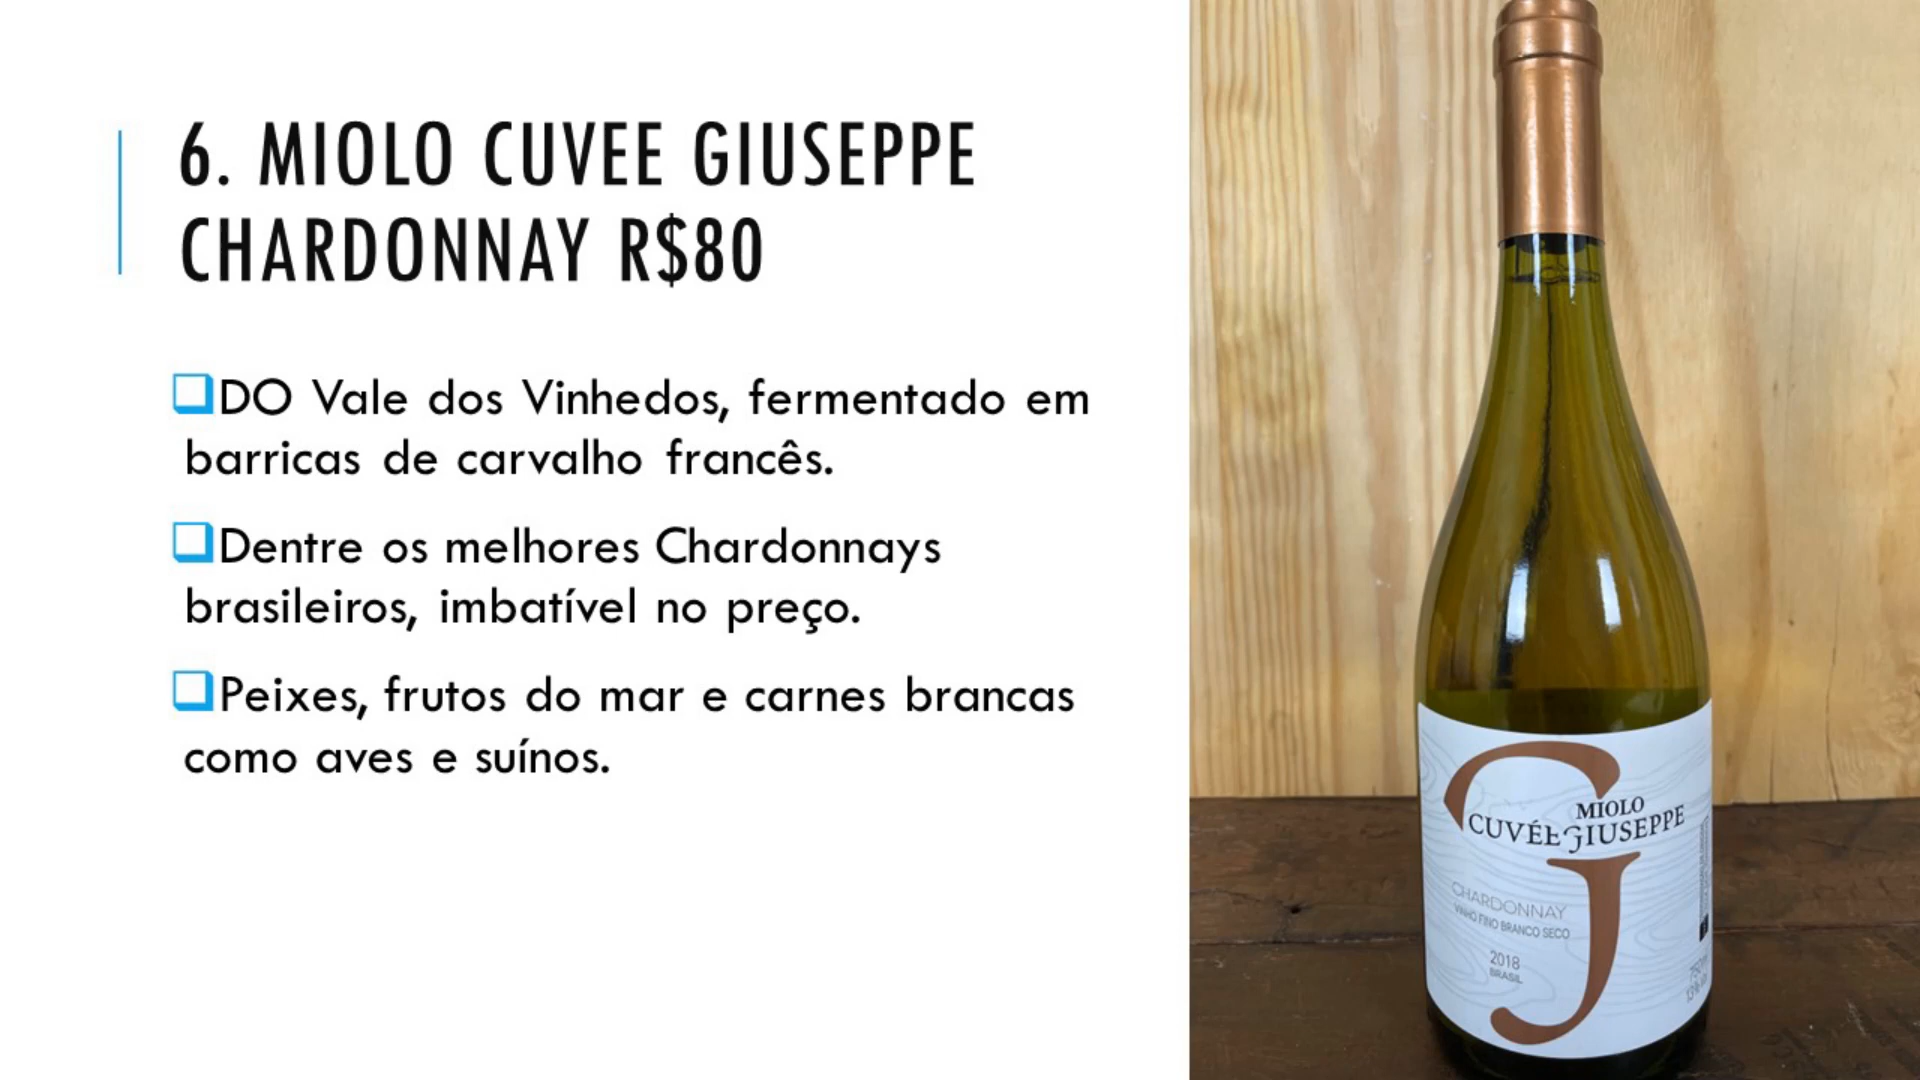 6. MIOLO CUVEE GIUSEPPE
CHARDONNAY R$80
DO Vale dos Vinhedos, fermentado em
barricas de carvalho francês.
Dentre os melhores Chardonnays
brasileiros, imbatível no preço.
Peixes, frutos do mar e carnes brancas
como aves e suínos.
MIOLO
CUVÉE GIUSEPPE
CHARDONNAY
VINHO FINO BRANCO SECO
2018
BRASIL